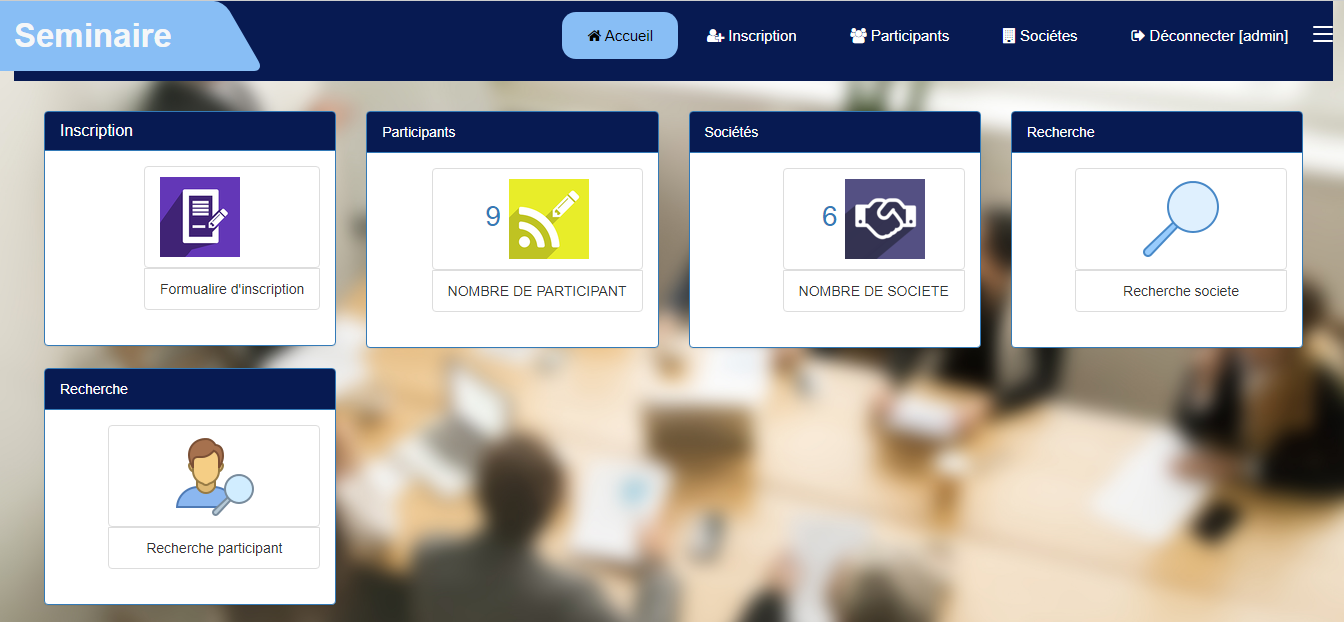 Seminaire
Accueil
Inscription
Participants
Sociétes
Déconnecter [admin]
Inscription
Formualire d'inscription
Participants
9
NOMBRE DE PARTICIPANT
Sociétés
6
NOMBRE DE SOCIETE
Recherche
Recherche societe
Recherche
Recherche participant